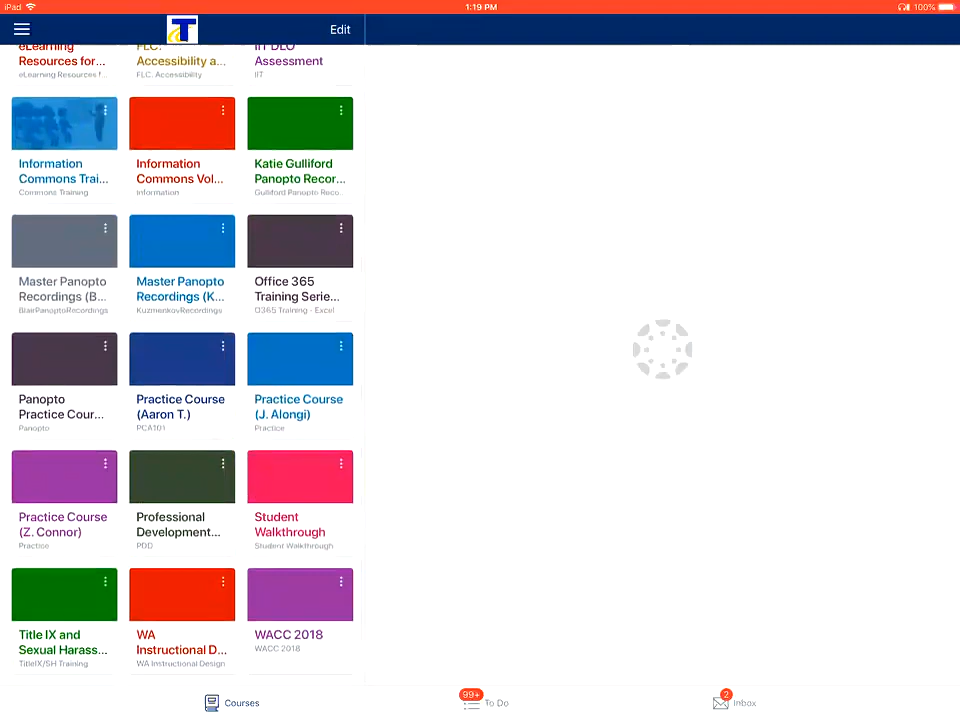 iPad
1:19 PM
100%
T
Edit
eLearning
Resources for...
eLearning Resources f...
FLC:
Accessibility a...
FLC. Accessibility
IIT DLO
Assessment
IIT
Information
Commons Trai...
Commons Training
Information
Commons Vol...
Information
Katie Gulliford
Panopto Recor...
Gulliford Panopto Reco...
Master Panopto
Recordings (B...
BlairPanoptoRecordings
Master Panopto
Recordings (K...
KuzmenkovRecordings
Office 365
Training Serie...
O365 Training - Excel
Panopto
Practice Cour...
Panopto
Practice Course
(Aaron T.)
PCA101
Practice Course
(J. Alongi)
Practice
Practice Course
(Z. Connor)
Practice
Professional
Development...
PDD
Student
Walkthrough
Student Walkthrough
Title IX and
Sexual Harass...
TitleIX/SH Training
WA
Instructional D...
WA Instructional Design
WACC 2018
WACC 2018
Courses
99+
To Do
2
Inbox